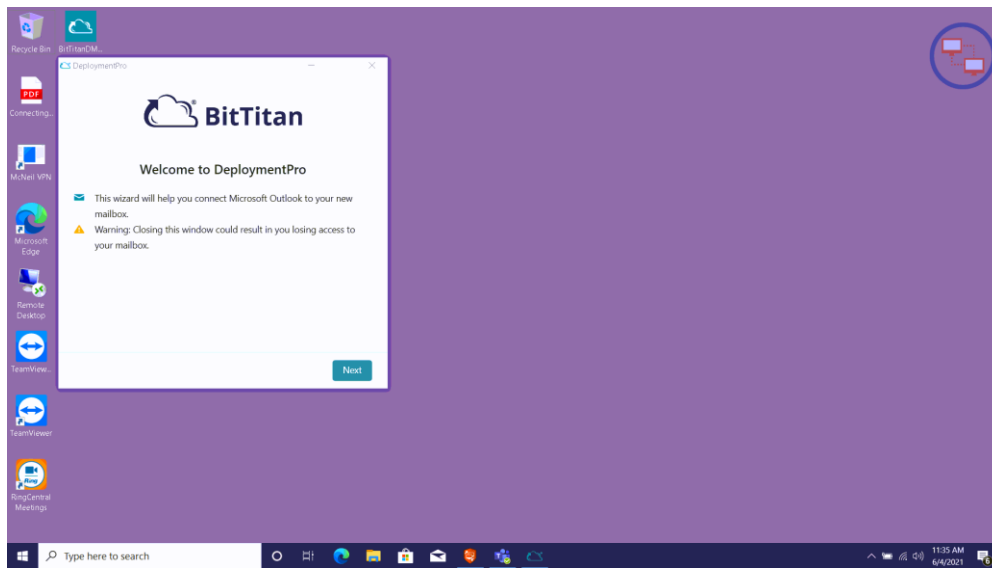 Recycle Bin
BitTitanDM...
Connecting...
PDF
McNeil VPN
Microsoft
Edge
Remote
Desktop
TeamView...
TeamViewer
Ring
RingCentral
Meetings
DeploymentPro
BitTitan
Welcome to DeploymentPro
This wizard will help you connect Microsoft Outlook to your new
mailbox.
Warning: Closing this window could result in you losing access to
your mailbox.
Next
Type here to search
11:35 AM
6/4/2021
6